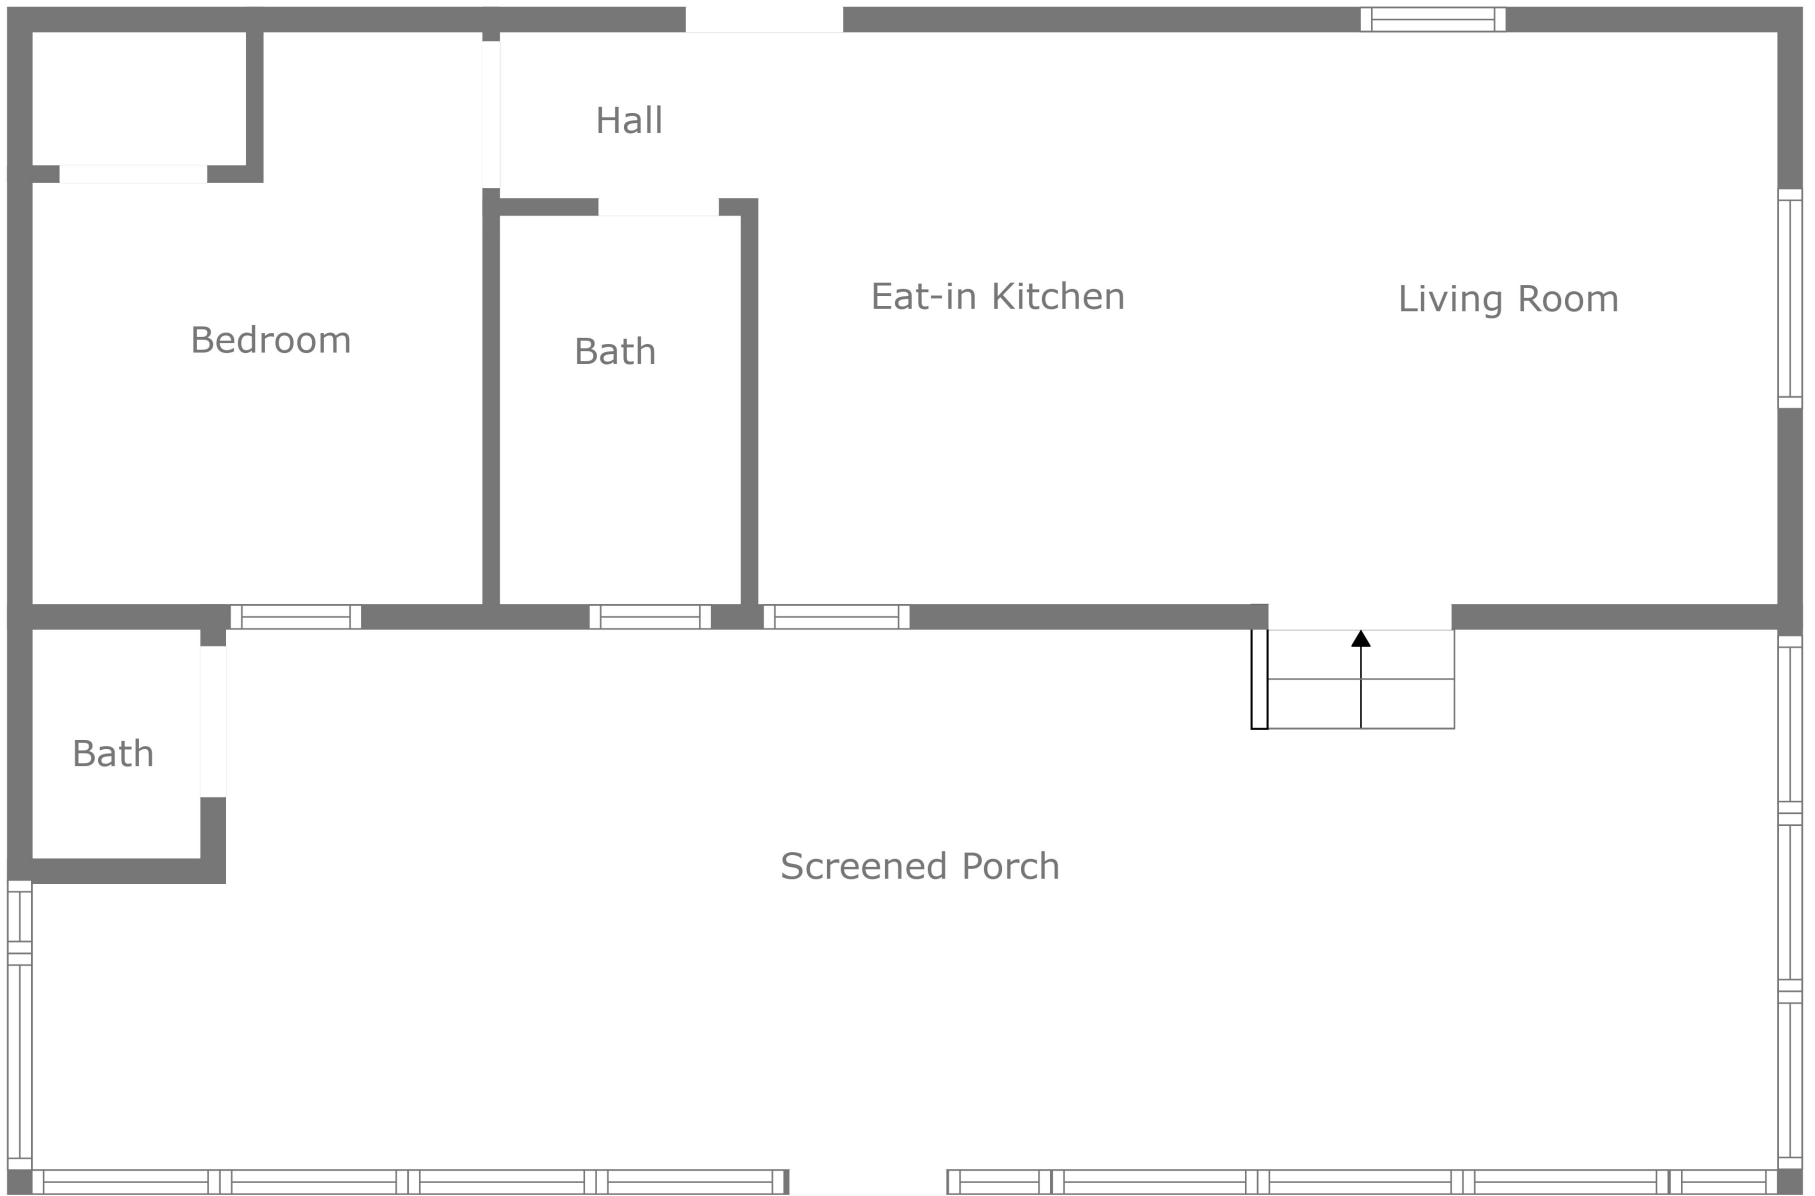 Hall
Eat-in Kitchen
Living Room
Bedroom
Bath
Bath
Screened Porch